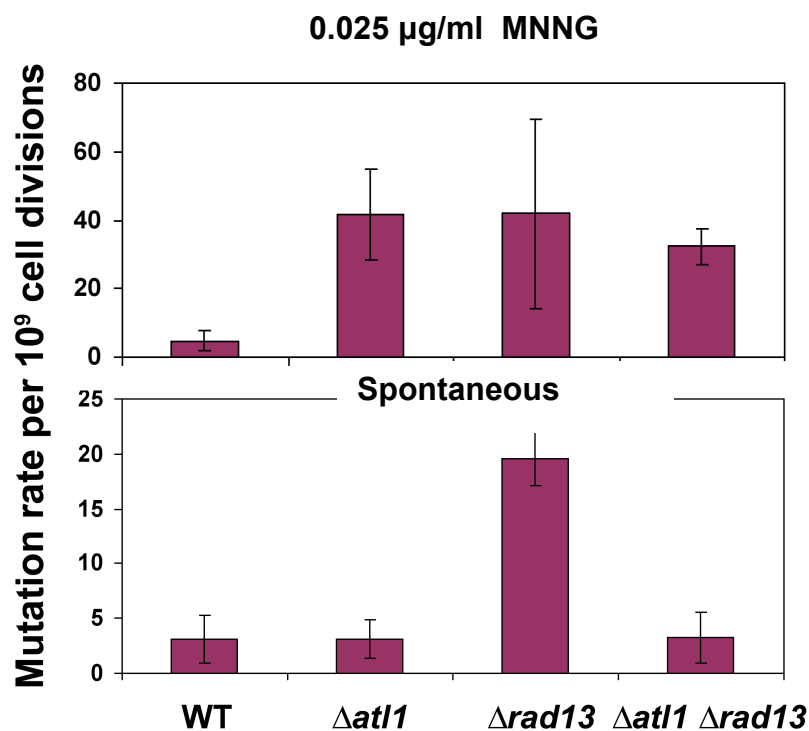 0.025 µg/ml MNNG
Mutation rate per 10⁹ cell divisions
80
60
40
20
0
Spontaneous
25
20
15
10
5
0
WT Δatl1 Δrad13 Δatl1 Δrad13